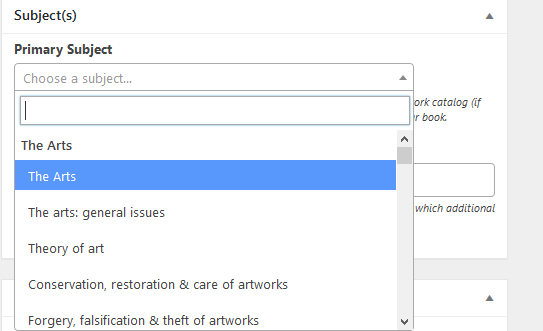 Subject(s)
Primary Subject
Choose a subject...
ork catalog (if
r book.
The Arts
The Arts
which additional
The arts: general issues
Theory of art
Conservation, restoration & care of artworks
Forgery, falsification & theft of artworks